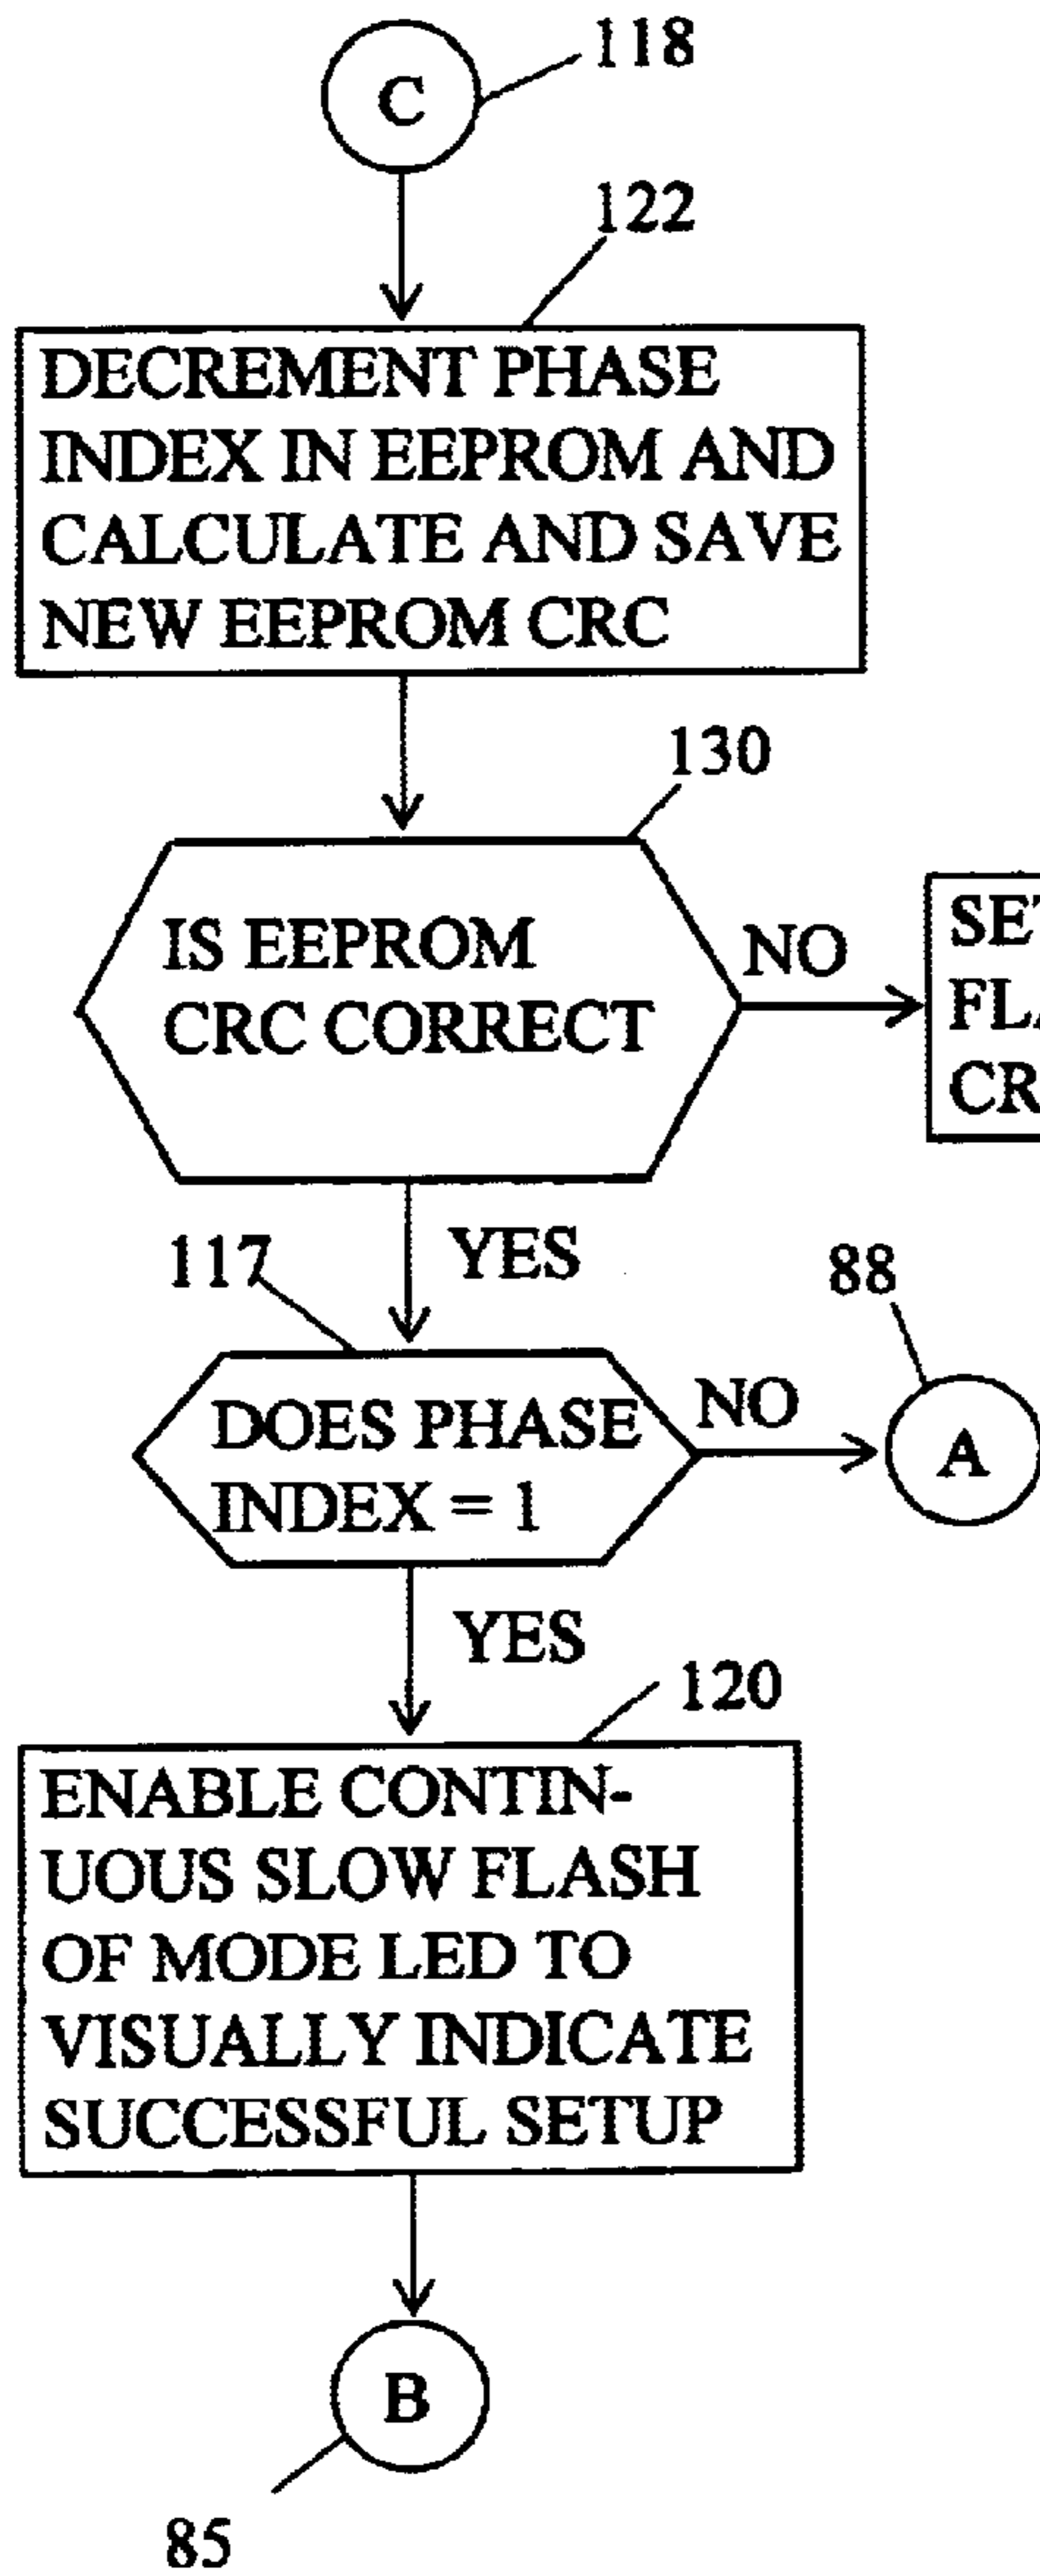 C
118
122
DECREMENT PHASE
INDEX IN EEPROM AND
CALCULATE AND SAVE
NEW EEPROM CRC
130
IS EEPROM
CRC CORRECT
NO
YES
117
88
DOES PHASE
INDEX = 1
NO
A
YES
120
ENABLE CONTIN-
UOUS SLOW FLASH
OF MODE LED TO
VISUALLY INDICATE
SUCCESSFUL SETUP
B
85